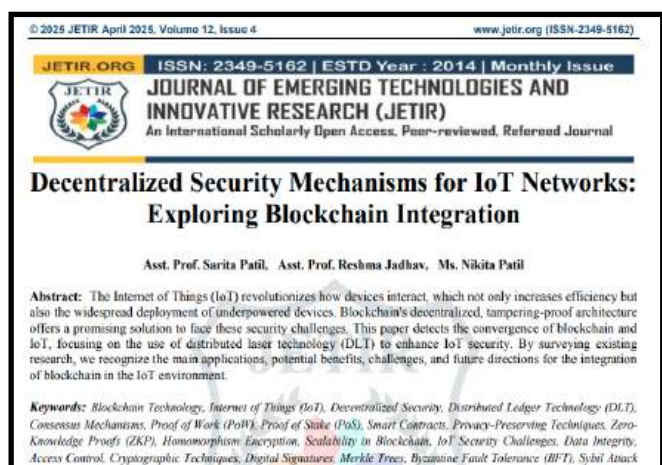 © 2025 JETIR April 2025, Volume 12, Issue 4 www.jetir.org (ISSN-2349-5162)
JETIR.ORG ISSN: 2349-5162 | ESTD Year : 2014 | Monthly Issue
JETIR
JOURNAL OF EMERGING TECHNOLOGIES AND
INNOVATIVE RESEARCH (JETIR)
An International Scholarly Open Access, Peer-reviewed, Refereed Journal
Decentralized Security Mechanisms for IoT Networks:
Exploring Blockchain Integration
Asst. Prof. Sarita Patil, Asst. Prof. Reshma Jadhav, Ms. Nikita Patil
Abstract: The Internet of Things (IoT) revolutionizes how devices interact, which not only increases efficiency but
also the widespread deployment of underpowered devices. Blockchain's decentralized, tampering-proof architecture
offers a promising solution to face these security challenges. This paper detects the convergence of blockchain and
IoT, focusing on the use of distributed laser technology (DLT) to enhance IoT security. By surveying existing
research, we recognize the main applications, potential benefits, challenges, and future directions for the integration
of blockchain in the IoT environment.
Keywords: Blockchain Technology, Internet of Things (IoT), Decentralized Security, Distributed Ledger Technology (DLT),
Consensus Mechanisms, Proof of Work (PoW), Proof of Stake (PoS), Smart Contracts, Privacy-Preserving Techniques, Zero-
Knowledge Proofs (ZKP), Homomorphism Encryption, Scalability in Blockchain, IoT Security Challenges, Data Integrity,
Access Control, Cryptographic Techniques, Digital Signatures, Merkle Trees, Byzantine Fault Tolerance (BFT), Sybil Attack